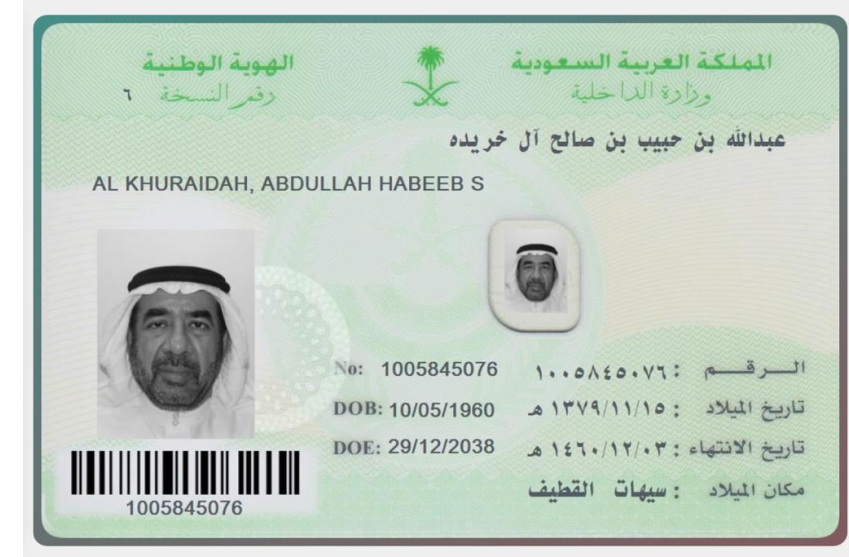 المملكة العربية السعودية
وزارة الداخلية
الهوية الوطنية
رقم النسخة ٦
عبدالله بن حبيب بن صالح آل خريده
AL KHURAIDAH, ABDULLAH HABEEB S
الـــرقـــم : ١٠٠٥٨٤٥٠٧٦ No: 1005845076
تاريخ الميلاد : ١٣٧٩/١١/١٥ هـ DOB: 10/05/1960
تاريخ الانتهاء : ١٤٦٠/١٢/٠٣ هـ DOE: 29/12/2038
مكان الميلاد : سيهات القطيف
1005845076